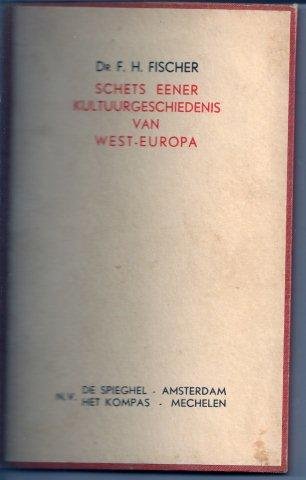 DR F. H. FISCHER
SCHETS EENER
KULTUURGESCHIEDENIS
VAN
WEST-EUROPA
N.V. DE SPIEGHEL - AMSTERDAM
HET KOMPAS - MECHELEN